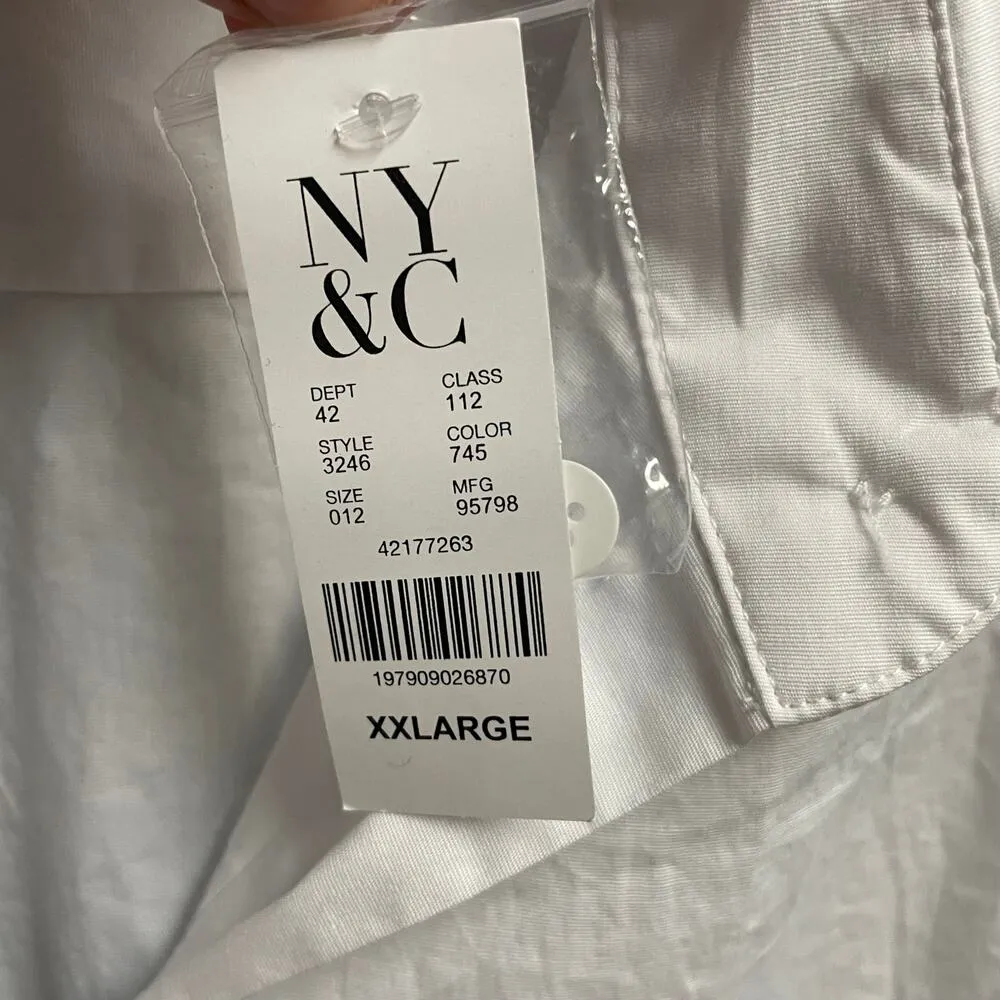 NY
&C
DEPT CLASS
42 112
STYLE COLOR
3246 745
SIZE MFG
012 95798
42177263
197909026870
XXLARGE